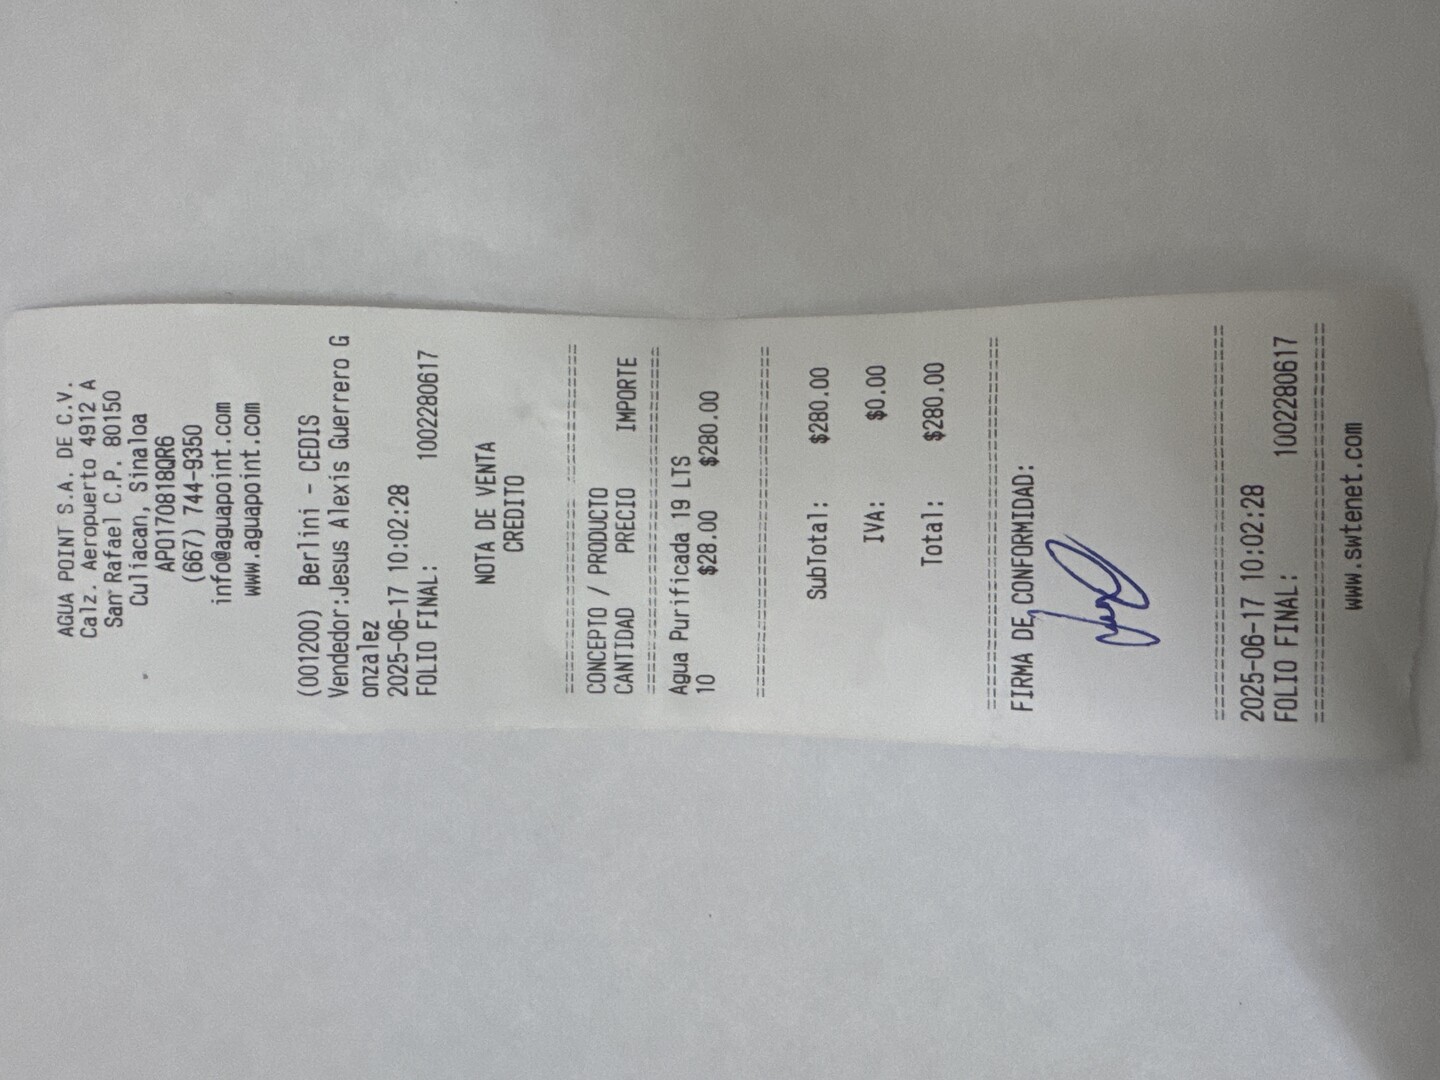 AGUA POINT S.A. DE C.V.
Calz. Aeropuerto 4912 A
San Rafael C.P. 80150
Culiacan, Sinaloa
APO170818QR6
(667) 744-9350
info@aguapoint.com
www.aguapoint.com
(001200) Berlini - CEDIS
Vendedor:Jesus Alexis Guerrero G
onzalez
2025-06-17 10:02:28
FOLIO FINAL: 1002280617
NOTA DE VENTA
CREDITO
================================
CONCEPTO / PRODUCTO
CANTIDAD PRECIO IMPORTE
================================
Agua Purificada 19 LTS
10 $28.00 $280.00
================================
SubTotal: $280.00
IVA: $0.00
Total: $280.00
================================
FIRMA DE CONFORMIDAD:
================================
2025-06-17 10:02:28
FOLIO FINAL: 1002280617
================================
www.swtenet.com